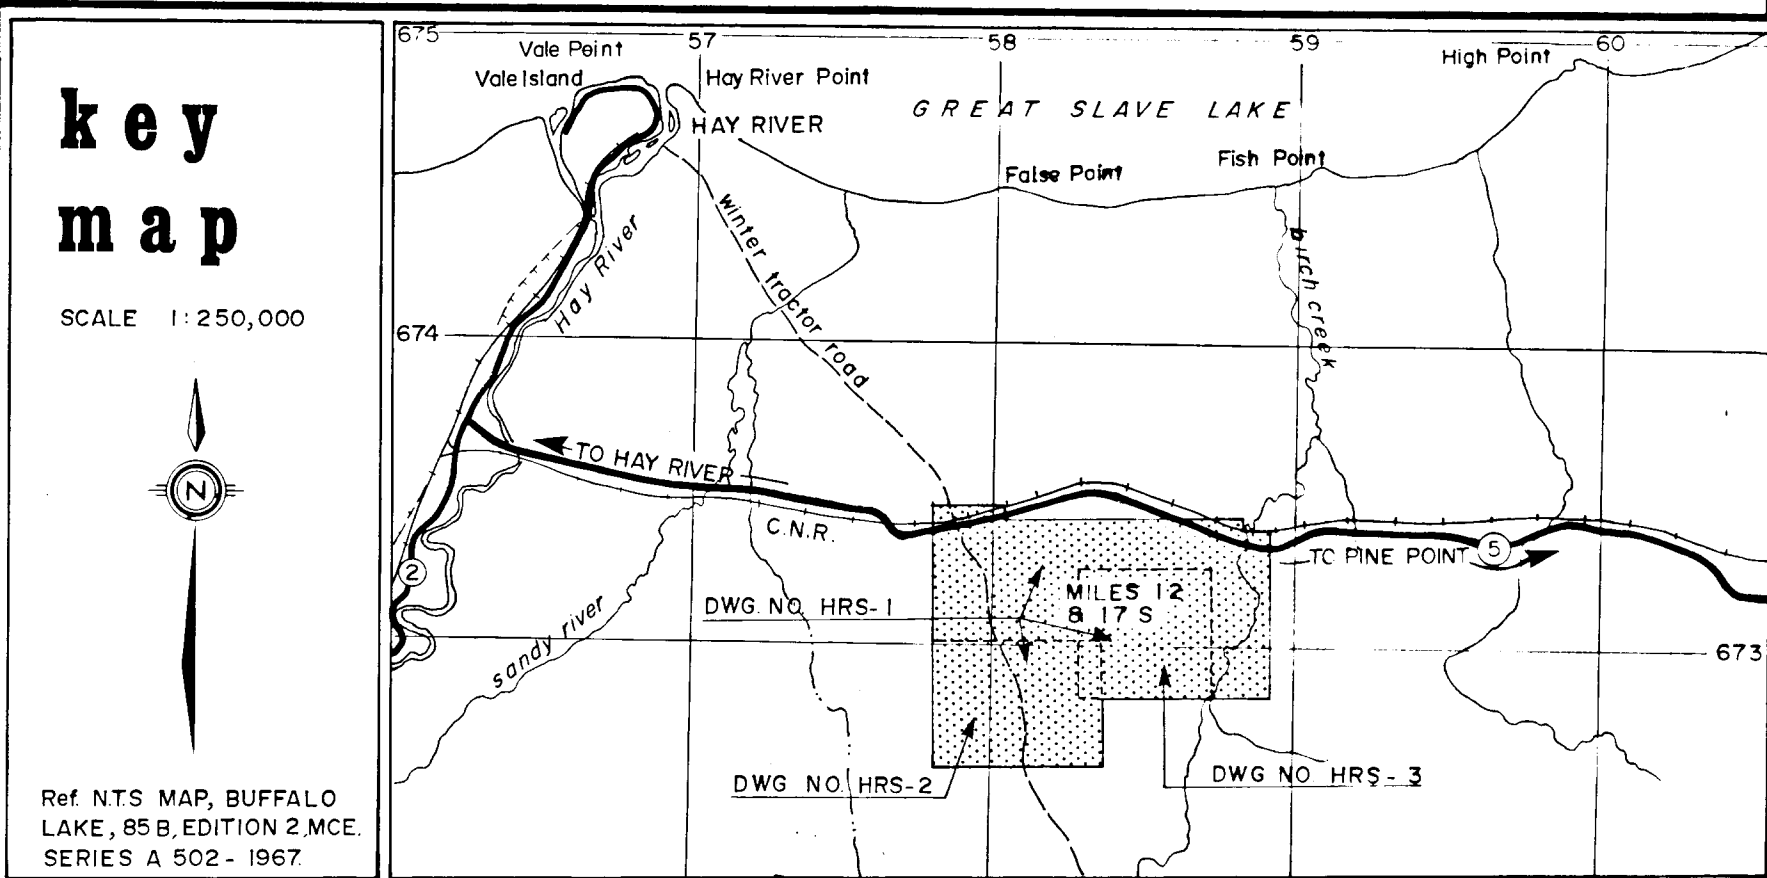 key
map
SCALE 1:250,000
N
Ref. N.T.S MAP, BUFFALO
LAKE, 85 B, EDITION 2, MCE.
SERIES A 502 - 1967.
675
57
58
59
60
Vale Point
Vale Island
Hay River Point
HAY RIVER
GREAT SLAVE LAKE
High Point
False Point
Fish Point
winter tractor road
Hay River
birch creek
674
TO HAY RIVER
C.N.R.
2
sandy river
DWG. NO. HRS-1
MILES 12
& 17 S
TO PINE POINT
5
673
DWG NO. HRS-2
DWG NO HRS-3